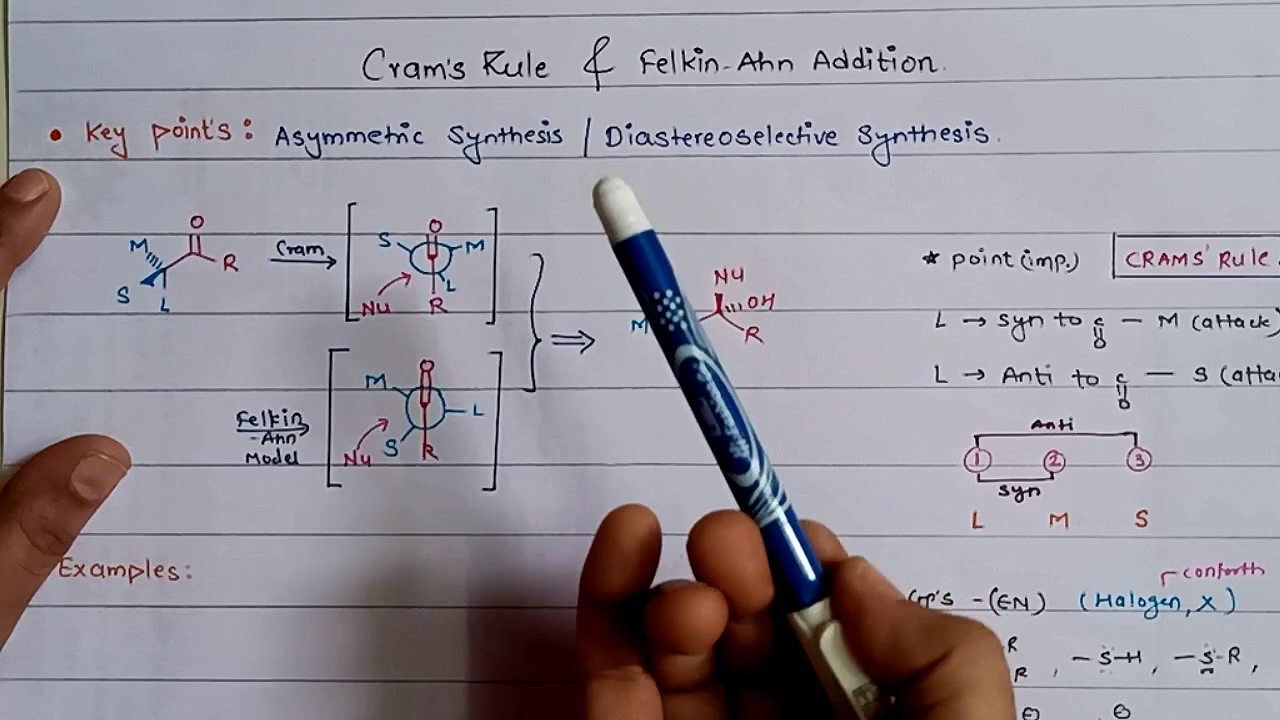 Cram's Rule & Felkin-Ahn Addition.
• Key point's: Asymmetric Synthesis / Diastereoselective Synthesis.
O
M
R
S
L
Cram
O
S
M
L
Nu
R
Nu
OH
M
R
Felkin
-Ahn
Model
O
M
L
Nu
S
R
* point (imp.)
CRAMS' Rule
L → syn to C=O — M (attack)
L → Anti to C=O — S (atta
Anti
1 2 3
syn
L M S
Examples:
conforth
-(EN) (Halogen, X)
R
R , -S-H, -S-R,